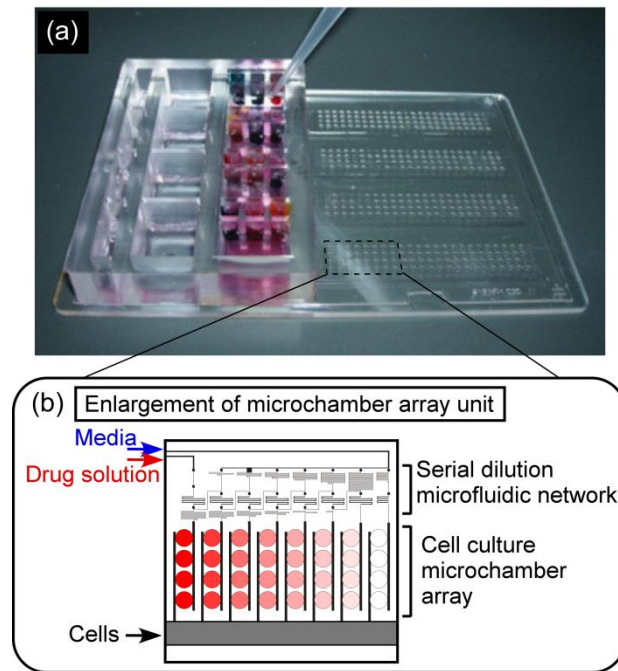 (a)
(b) Enlargement of microchamber array unit
Media
Drug solution
Serial dilution
microfluidic network
Cell culture
microchamber
array
Cells